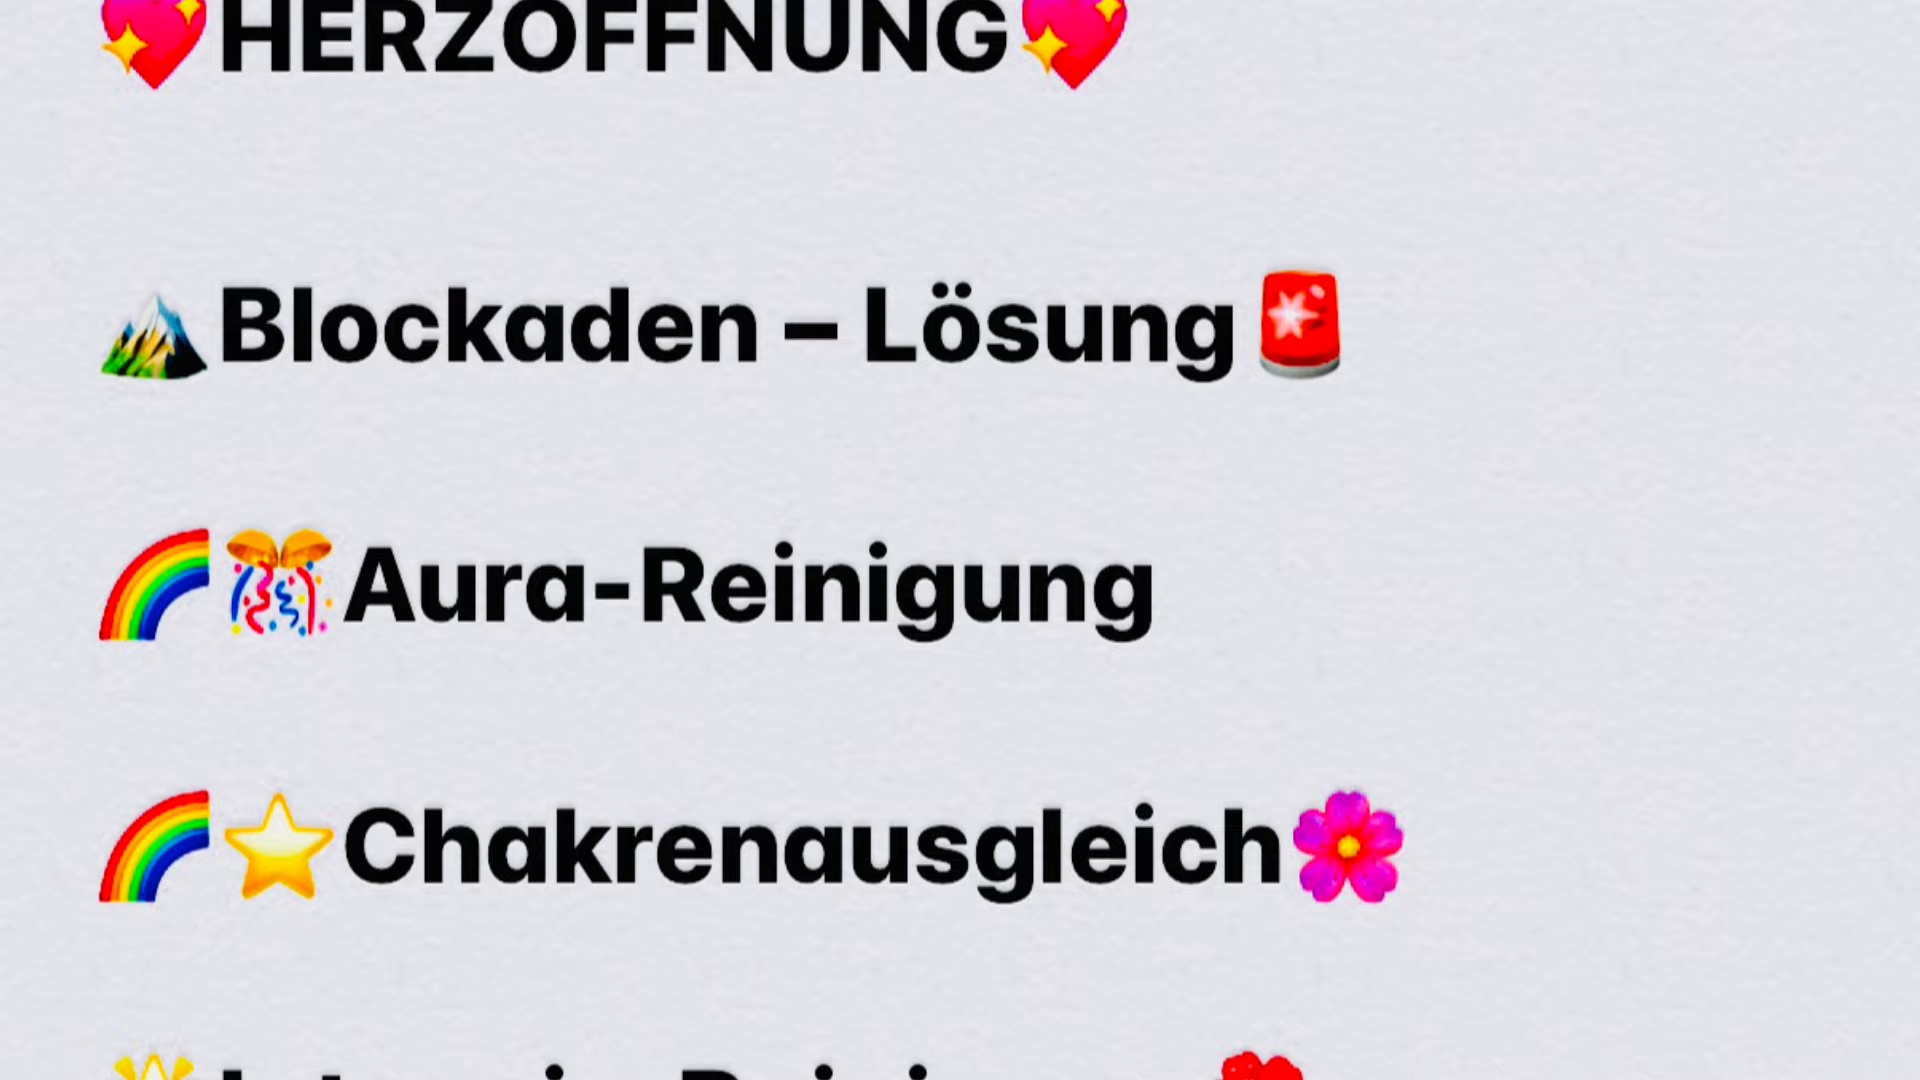 💖HERZÖFFNUNG💖
🏔️Blockaden – Lösung🚨
🌈🎊Aura-Reinigung
🌈⭐Chakrenausgleich🌸